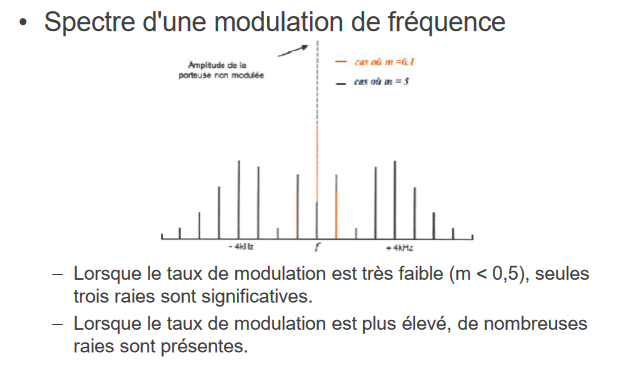 • Spectre d'une modulation de fréquence
Amplitude de la
porteuse non modulée
cas où m =0,1
cas où m = 5
- 4kHz
f
+ 4kHz
– Lorsque le taux de modulation est très faible (m < 0,5), seules
trois raies sont significatives.
– Lorsque le taux de modulation est plus élevé, de nombreuses
raies sont présentes.